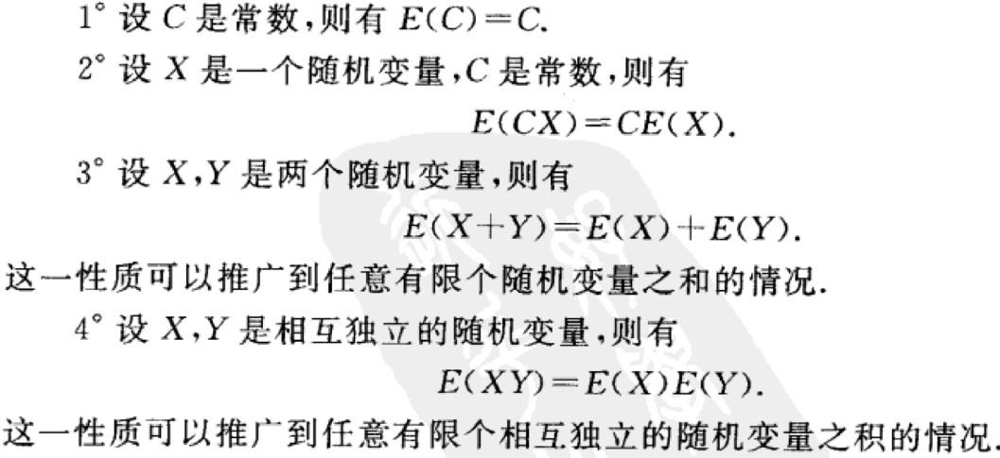 1° 设 C 是常数,则有 E(C)=C.
2° 设 X 是一个随机变量,C 是常数,则有
E(CX)=CE(X).
3° 设 X,Y 是两个随机变量,则有
E(X+Y)=E(X)+E(Y).
这一性质可以推广到任意有限个随机变量之和的情况.
4° 设 X,Y 是相互独立的随机变量,则有
E(XY)=E(X)E(Y).
这一性质可以推广到任意有限个相互独立的随机变量之积的情况.